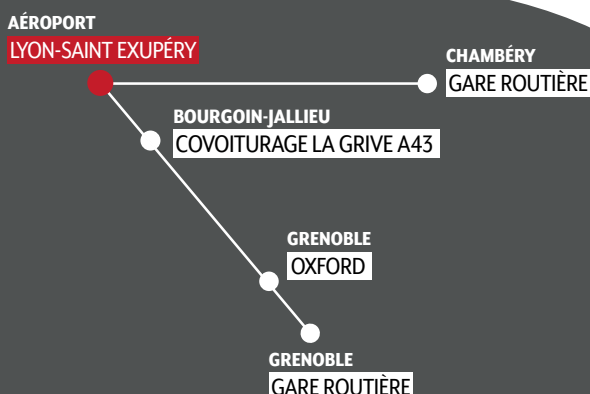 AÉROPORT
LYON-SAINT EXUPÉRY
CHAMBÉRY
GARE ROUTIÈRE
BOURGOIN-JALLIEU
COVOITURAGE LA GRIVE A43
GRENOBLE
OXFORD
GRENOBLE
GARE ROUTIÈRE